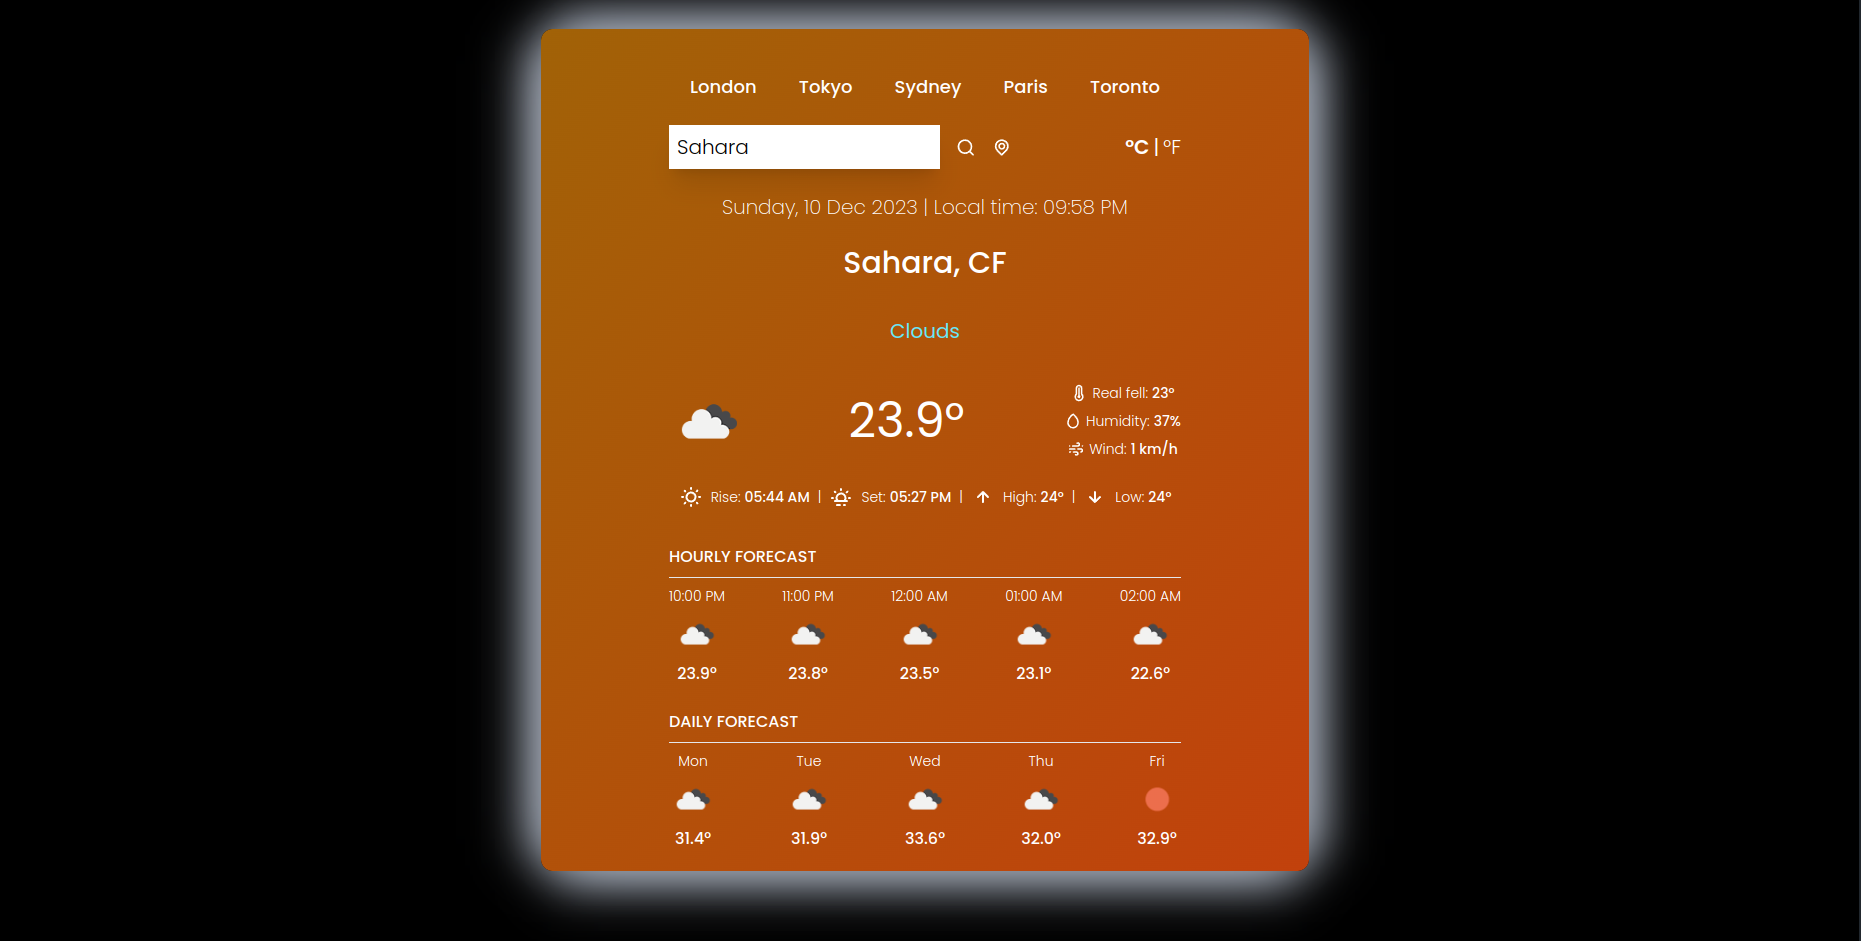 London Tokyo Sydney Paris Toronto
Sahara °C | °F
Sunday, 10 Dec 2023 | Local time: 09:58 PM
Sahara, CF
Clouds
23.9°
Real fell: 23°
Humidity: 37%
Wind: 1 km/h
Rise: 05:44 AM | Set: 05:27 PM | High: 24° | Low: 24°
HOURLY FORECAST
10:00 PM 11:00 PM 12:00 AM 01:00 AM 02:00 AM
23.9° 23.8° 23.5° 23.1° 22.6°
DAILY FORECAST
Mon Tue Wed Thu Fri
31.4° 31.9° 33.6° 32.0° 32.9°